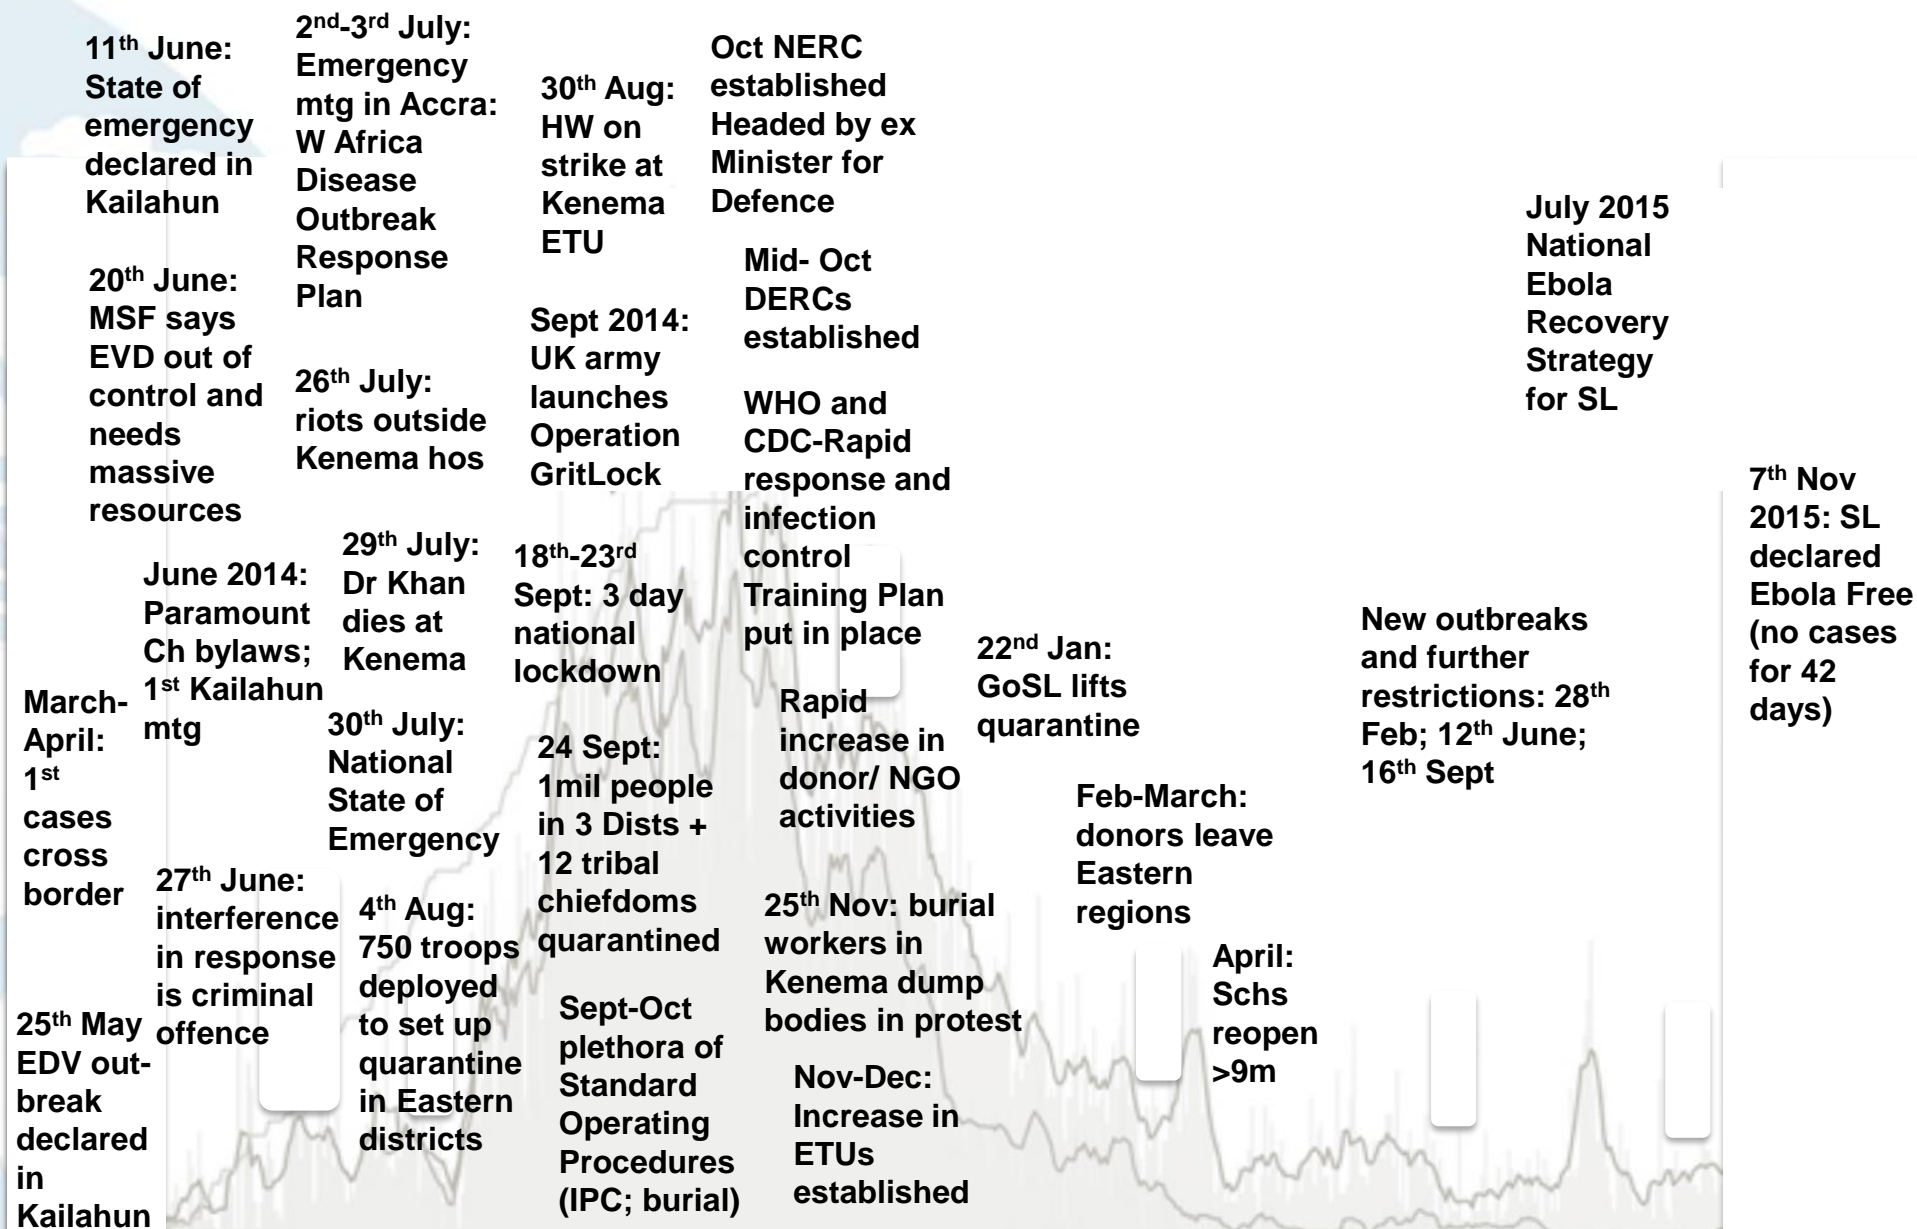 11th June:
State of
emergency
declared in
Kailahun
20th June:
MSF says
EVD out of
control and
needs
massive
resources
June 2014:
Paramount
Ch bylaws;
1st Kailahun
mtg
March-
April:
1st
cases
cross
border
27th June:
interference
in response
is criminal
offence
25th May
EDV out-
break
declared
in
Kailahun
2nd-3rd July:
Emergency
mtg in Accra:
W Africa
Disease
Outbreak
Response
Plan
26th July:
riots outside
Kenema hos
29th July:
Dr Khan
dies at
Kenema
30th July:
National
State of
Emergency
4th Aug:
750 troops
deployed
to set up
quarantine
in Eastern
districts
30th Aug:
HW on
strike at
Kenema
ETU
Sept 2014:
UK army
launches
Operation
GritLock
18th-23rd
Sept: 3 day
national
lockdown
24 Sept:
1mil people
in 3 Dists +
12 tribal
chiefdoms
quarantined
Sept-Oct
plethora of
Standard
Operating
Procedures
(IPC; burial)
Oct NERC
established
Headed by ex
Minister for
Defence
Mid- Oct
DERCs
established
WHO and
CDC-Rapid
response and
infection
control
Training Plan
put in place
Rapid
increase in
donor/ NGO
activities
25th Nov: burial
workers in
Kenema dump
bodies in protest
Nov-Dec:
Increase in
ETUs
established
22nd Jan:
GoSL lifts
quarantine
Feb-March:
donors leave
Eastern
regions
April:
Schs
reopen
>9m
New outbreaks
and further
restrictions: 28th
Feb; 12th June;
16th Sept
July 2015
National
Ebola
Recovery
Strategy
for SL
7th Nov
2015: SL
declared
Ebola Free
(no cases
for 42
days)